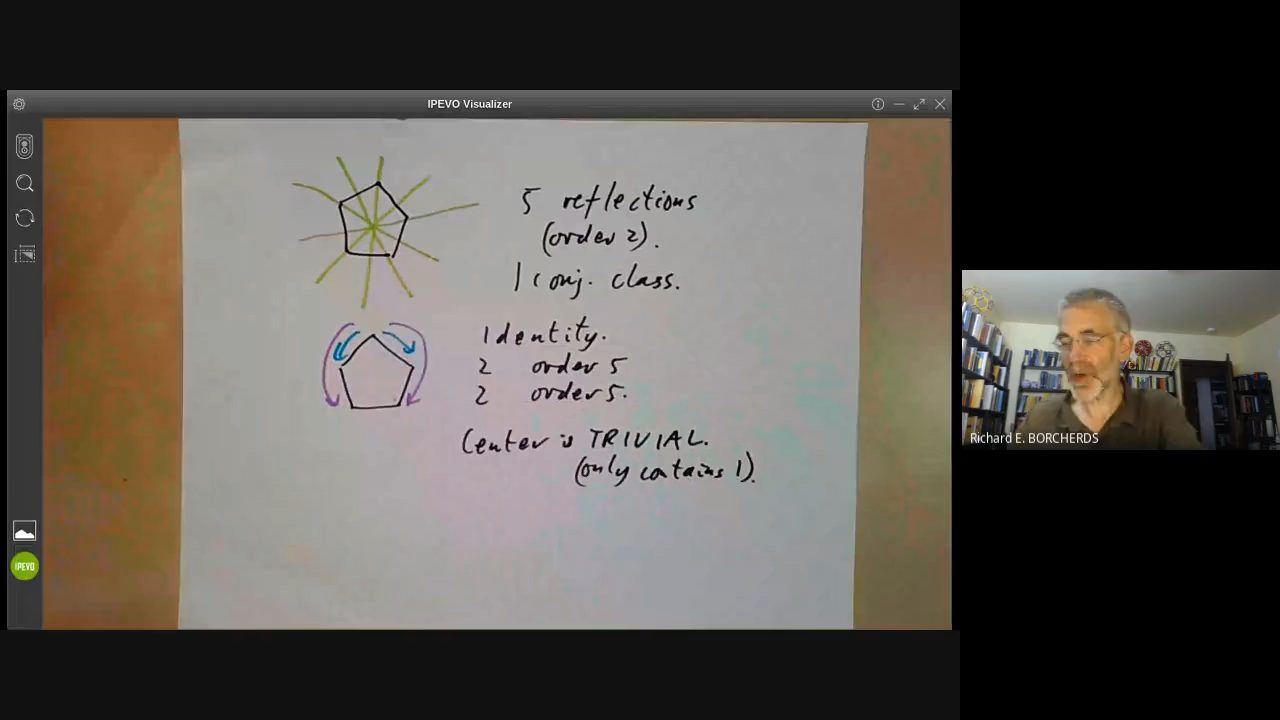 IPEVO Visualizer
5 reflections
(order 2).
1 conj. class.
Identity.
2 order 5
2 order 5.
Center is TRIVIAL.
(only contains 1).
Richard E. BORCHERDS
IPEVO